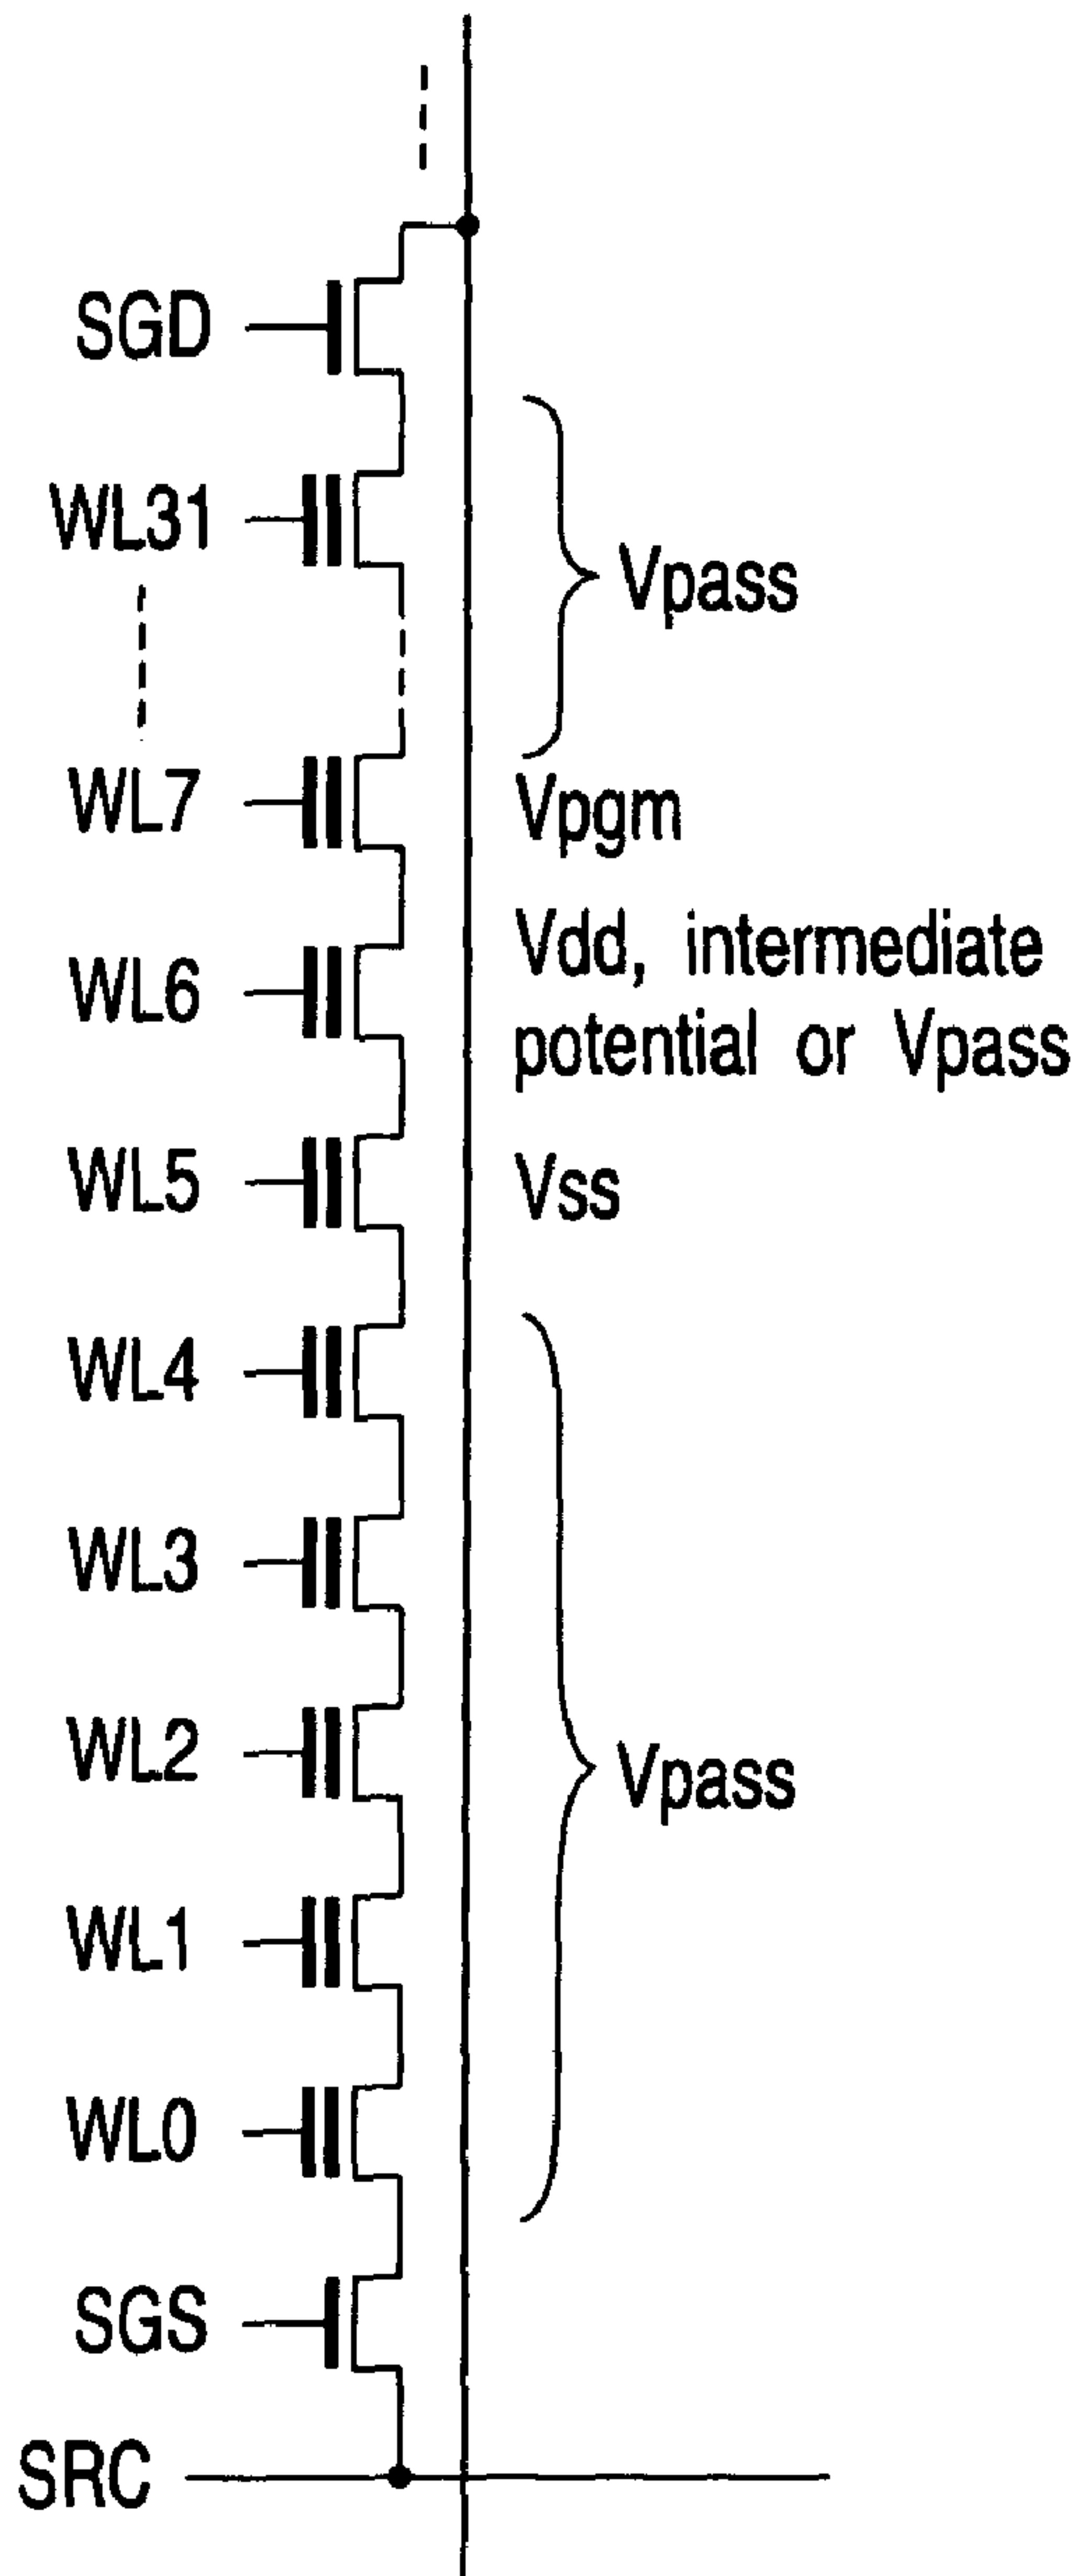 SGD
WL31
Vpass
WL7
Vpgm
WL6
Vdd, intermediate
potential or Vpass
WL5
Vss
WL4
WL3
WL2
Vpass
WL1
WL0
SGS
SRC